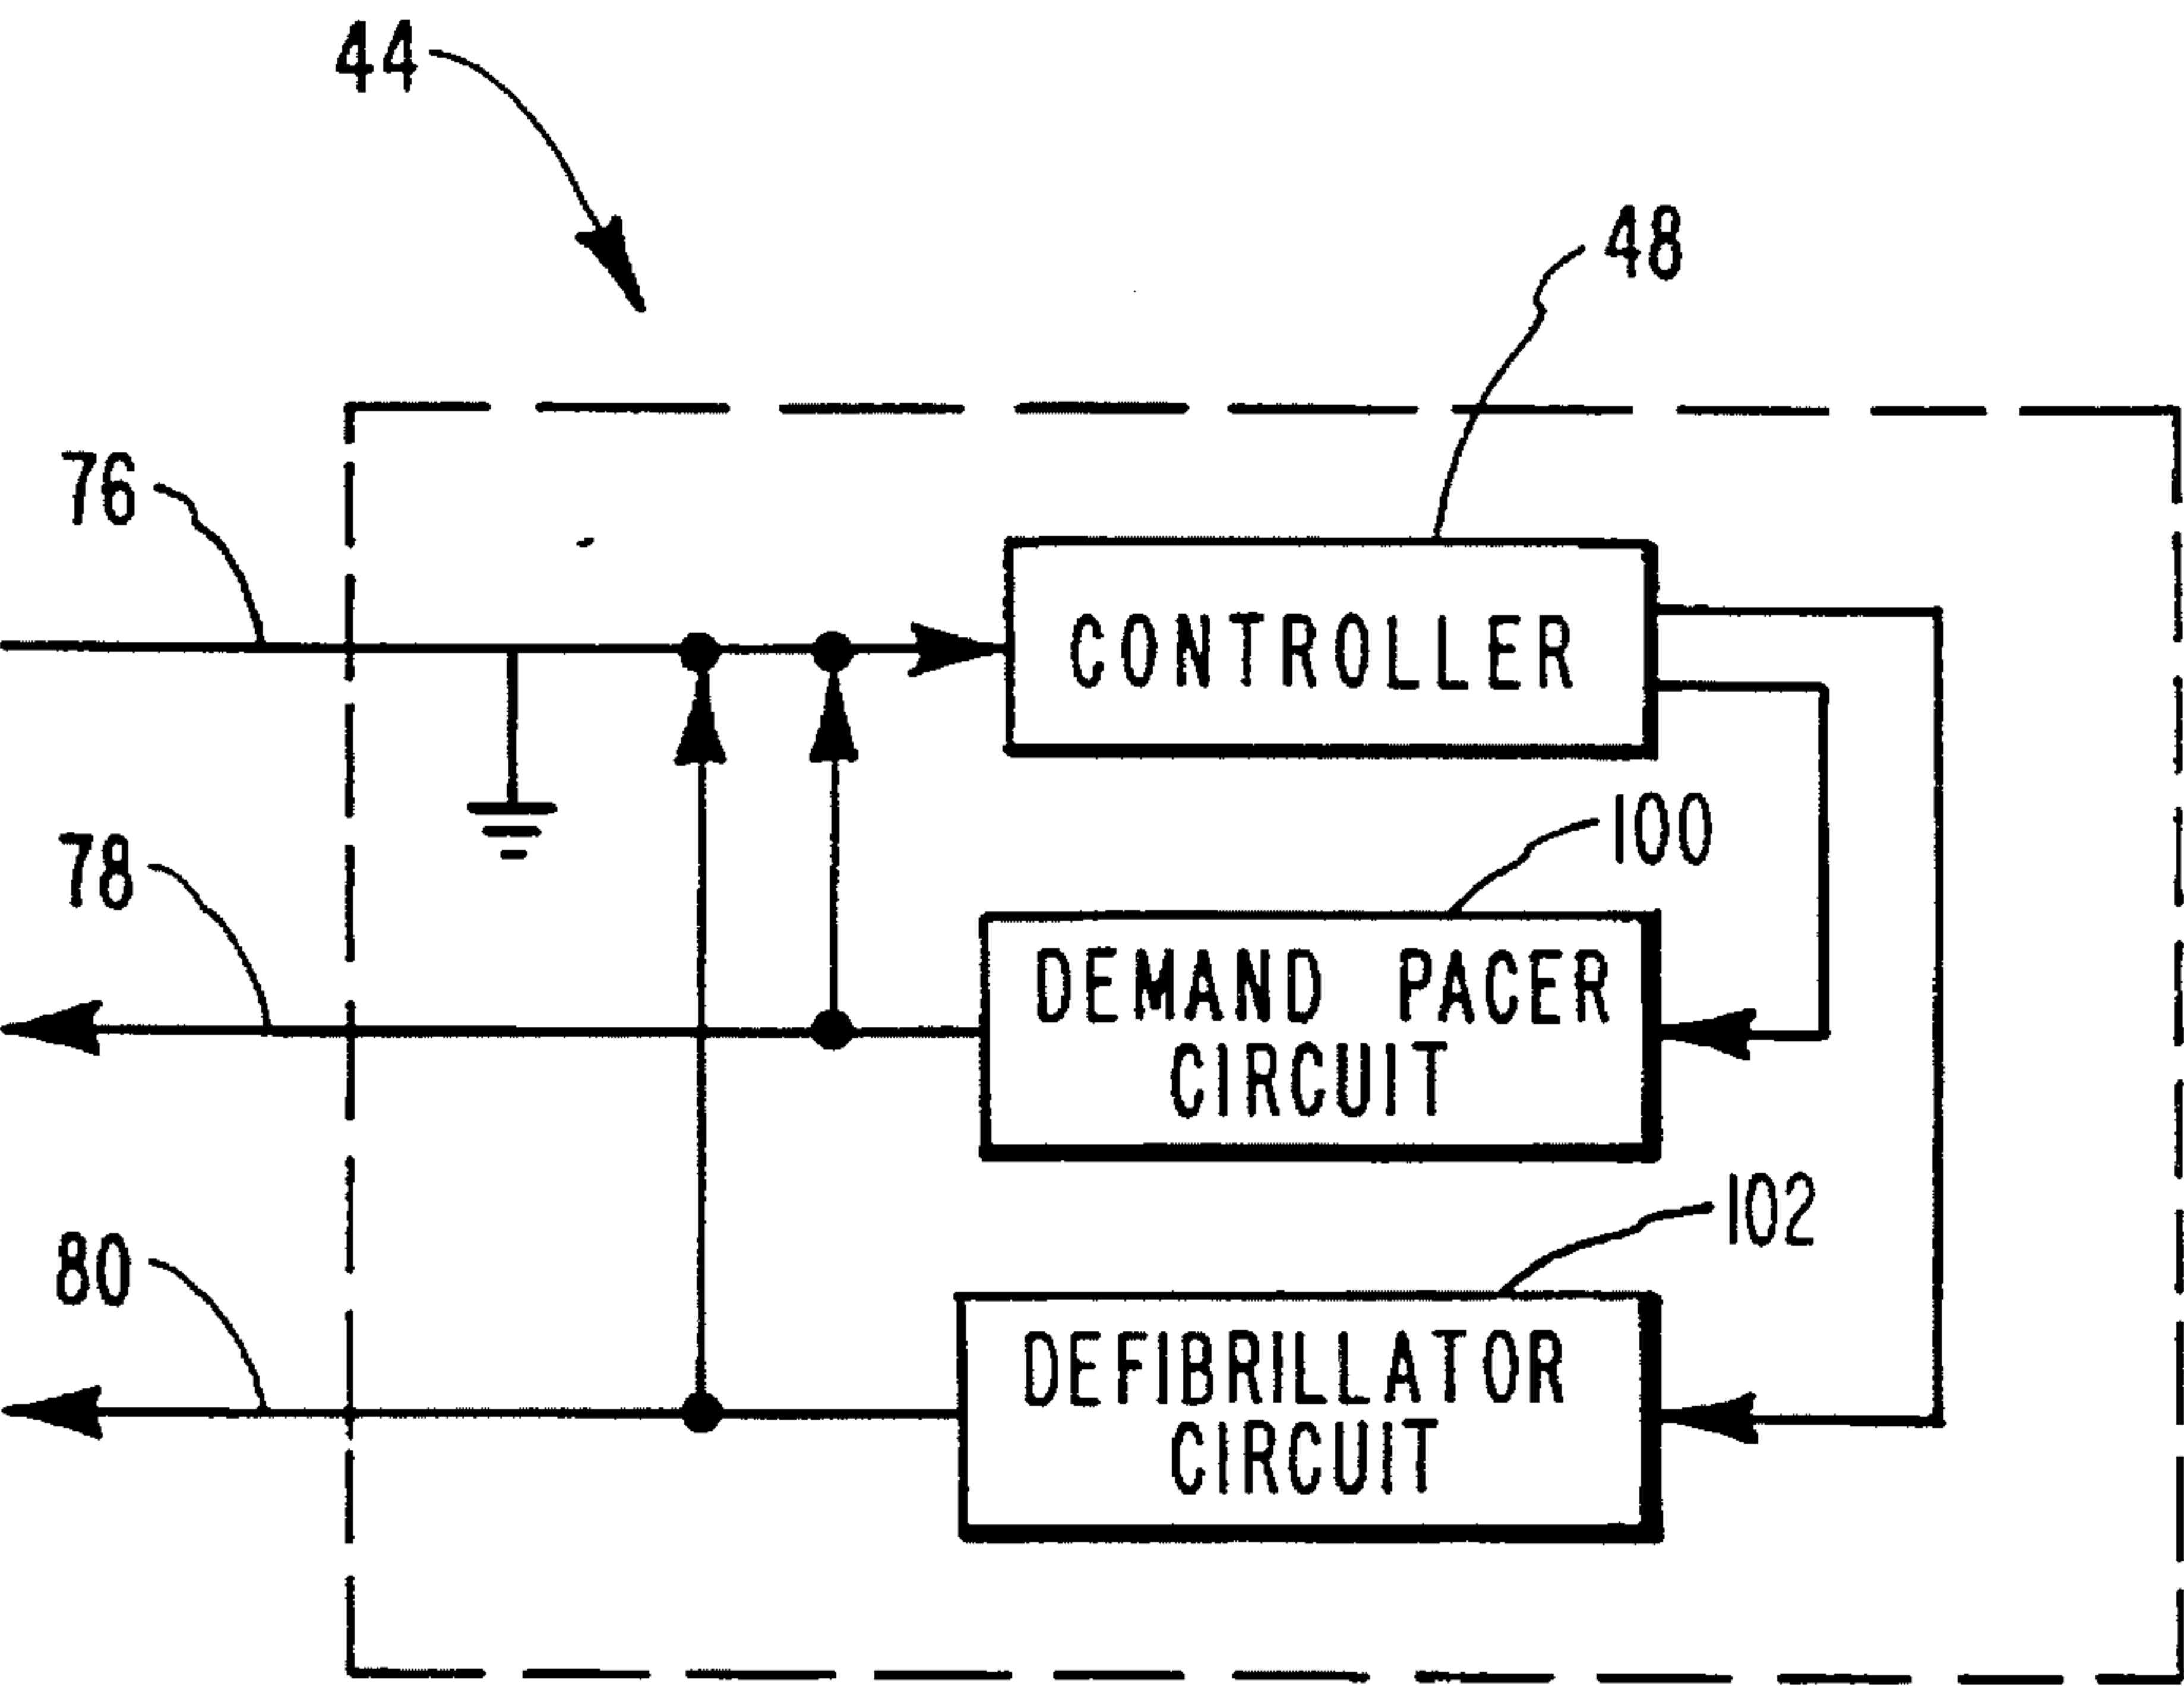 44
48
76
CONTROLLER
78
100
DEMAND PACER
CIRCUIT
80
102
DEFIBRILLATOR
CIRCUIT